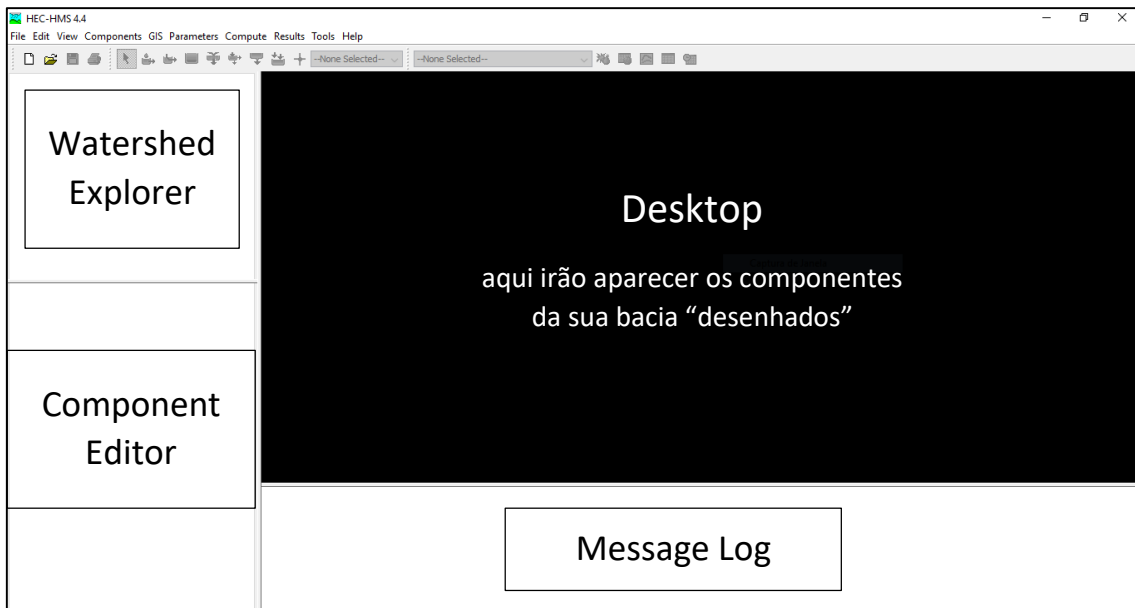 HEC-HMS 4.4
File Edit View Components GIS Parameters Compute Results Tools Help
--None Selected-- --None Selected--
Watershed
Explorer
Desktop
aqui irão aparecer os componentes
da sua bacia “desenhados”
Component
Editor
Message Log